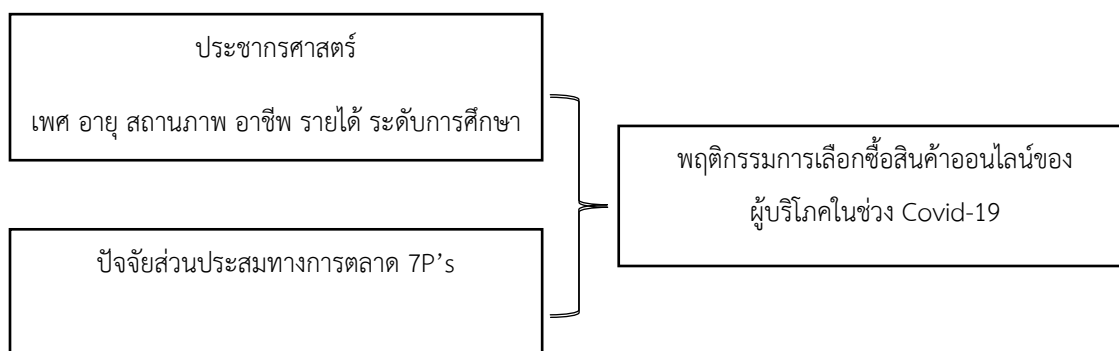 ประชากรศาสตร์
เพศ อายุ สถานภาพ อาชีพ รายได้ ระดับการศึกษา
พฤติกรรมการเลือกซื้อสินค้าออนไลน์ของ
ผู้บริโภคในช่วง Covid-19
ปัจจัยส่วนประสมทางการตลาด 7P’s